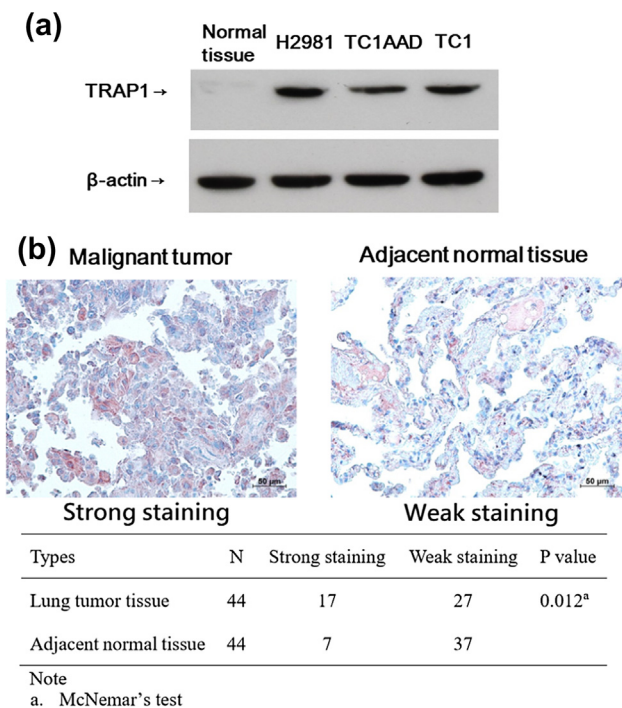 (a)
Normal tissue H2981 TC1AAD TC1
TRAP1 →
β-actin →
(b)
Malignant tumor Adjacent normal tissue
50 μm 50 μm
Strong staining Weak staining
Types N Strong staining Weak staining P value
Lung tumor tissue 44 17 27 0.012ᵃ
Adjacent normal tissue 44 7 37
Note
a. McNemar's test